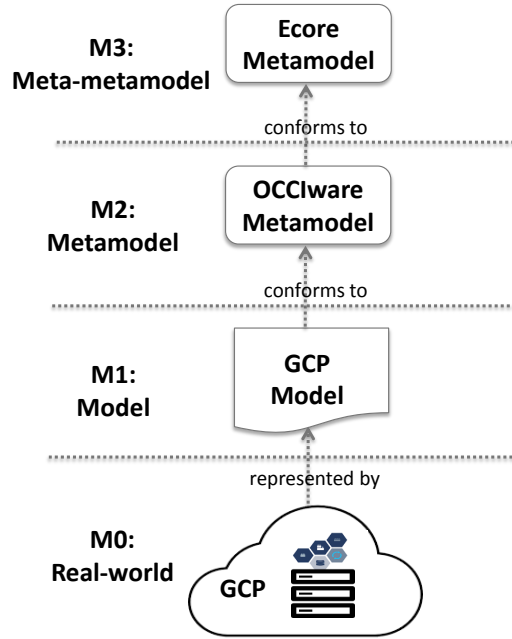 M3:
Meta-metamodel
Ecore
Metamodel
conforms to
M2:
Metamodel
OCCIware
Metamodel
conforms to
M1:
Model
GCP
Model
represented by
M0:
Real-world
GCP